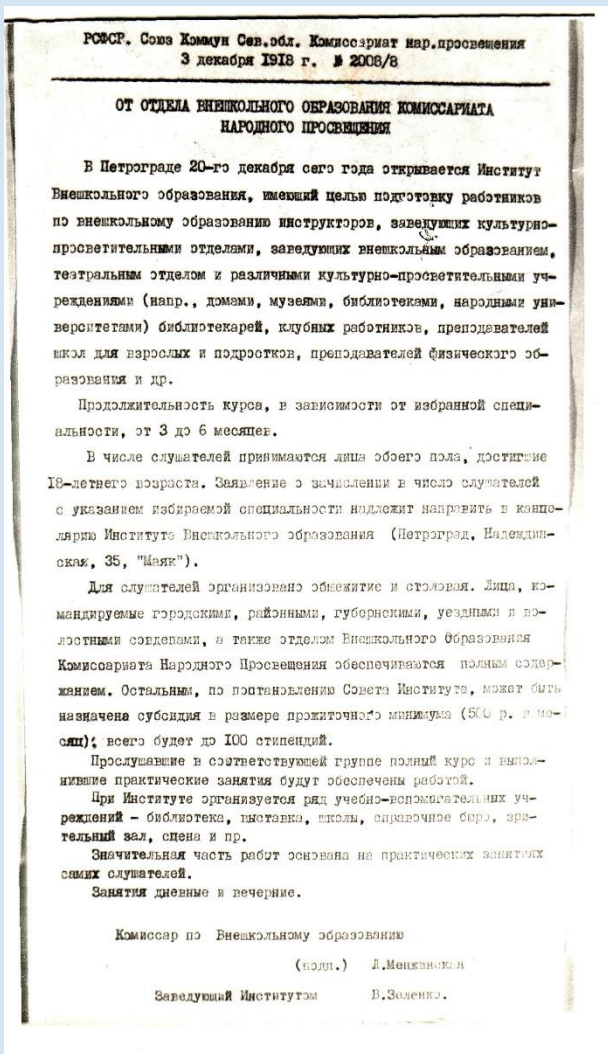 РСФСР. Союз Коммун Сев.обл. Комиссариат нар.просвещения
3 декабря 1918 г. № 2008/8
ОТ ОТДЕЛА ВНЕШКОЛЬНОГО ОБРАЗОВАНИЯ КОМИССАРИАТА
НАРОДНОГО ПРОСВЕЩЕНИЯ
В Петрограде 20-го декабря сего года открывается Институт
Внешкольного образования, имеющий целью подготовку работников
по внешкольному образованию инструкторов, заведующих культурно-
просветительными отделами, заведующих внешкольным образованием,
театральным отделом и различными культурно-просветительными уч-
реждениями (напр., домами, музеями, библиотеками, народными уни-
верситетами) библиотекарей, клубных работников, преподавателей
школ для взрослых и подростков, преподавателей физического об-
разования и др.
Продолжительность курса, в зависимости от избранной специ-
альности, от 3 до 6 месяцев.
В числе слушателей принимаются лица обоего пола, достигшие
18-летнего возраста. Заявление о зачислении в число слушателей
с указанием избираемой специальности надлежит направить в канце-
лярию Института Внешкольного образования (Петроград, Надеждин-
ская, 35, "Маяк").
Для слушателей организовано общежитие и столовая. Лица, ко-
мандируемые городскими, районными, губернскими, уездными и во-
лостными совдепами, а также отделом Внешкольного Образования
Комиссариата Народного Просвещения обеспечиваются полным содер-
жанием. Остальным, по поптановлению Совета Института, может быть
назначена субсидия в размере прожиточного минимума (500 р. в ме-
сяц); всего будет до 100 стипендий.
Прослушавшие в соответствующей группе полный курс и выпол-
нившие практические занятия будут обеспечены работой.
При Институте организуется ряд учебно-вспомогательных уч-
реждений - библиотека, выставка, школы, справочное бюро, зри-
тельный зал, сцена и пр.
Значительная часть работ основана на практических занятиях
самих слушателей.
Занятия дневные и вечерние.
Комиссар по Внешкольному образованию
(подп.) Л.Менжинская
Заведующий Институтом В.Зеленко.